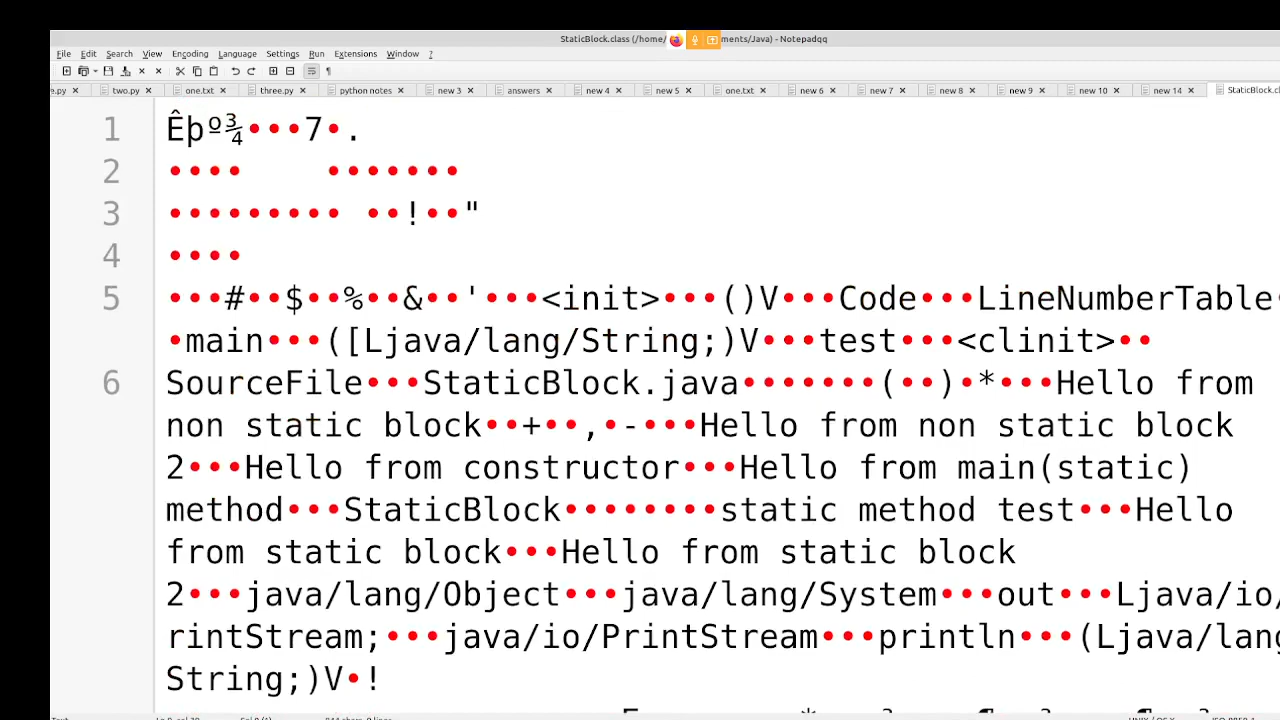 StaticBlock.class (/home/ ments/Java) - Notepadqq
File Edit Search View Encoding Language Settings Run Extensions Window ?
e.py two.py one.txt three.py python notes new 3 answers new 4 new 5 one.txt new 6 new 7 new 8 new 9 new 10 new 14 StaticBlock.cl
1 Êþº¾•••7•.
2 •••• •••••••
3 ••••••••• ••!••"
4 ••••
5 •••#••$••%••&••'•••<init>•••()V•••Code•••LineNumberTable•
•main•••([Ljava/lang/String;)V•••test•••<clinit>••
6 SourceFile•••StaticBlock.java•••••••(••)•*•••Hello from
non static block••+••,•-•••Hello from non static block
2•••Hello from constructor•••Hello from main(static)
method•••StaticBlock••••••••static method test•••Hello
from static block•••Hello from static block
2•••java/lang/Object•••java/lang/System•••out•••Ljava/io/
rintStream;•••java/io/PrintStream•••println•••(Ljava/lang
String;)V•!